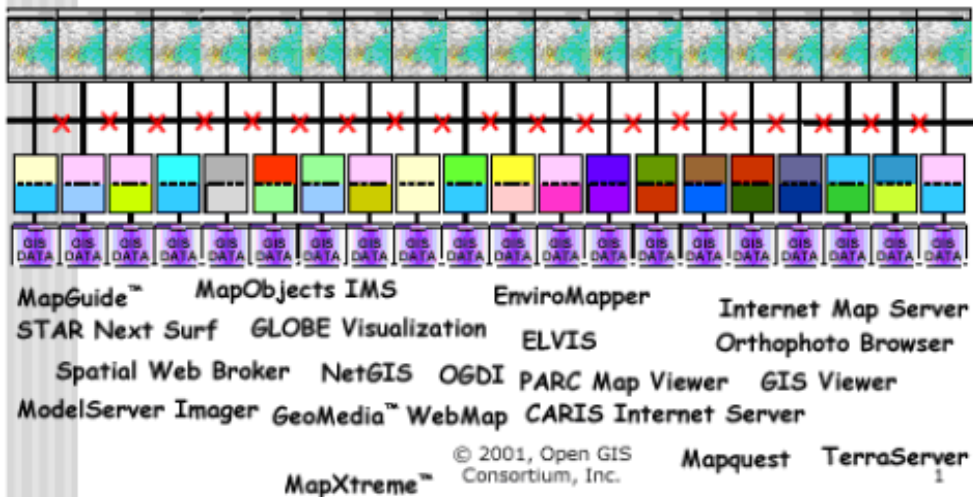 GIS DATA GIS DATA GIS DATA GIS DATA GIS DATA GIS DATA GIS DATA GIS DATA GIS DATA GIS DATA GIS DATA GIS DATA GIS DATA GIS DATA GIS DATA GIS DATA GIS DATA GIS DATA GIS DATA GIS DATA
MapGuide™ MapObjects IMS EnviroMapper Internet Map Server
STAR Next Surf GLOBE Visualization ELVIS Orthophoto Browser
Spatial Web Broker NetGIS OGDI PARC Map Viewer GIS Viewer
ModelServer Imager GeoMedia™ WebMap CARIS Internet Server
© 2001, Open GIS
Consortium, Inc.
Mapquest TerraServer
MapXtreme™
1